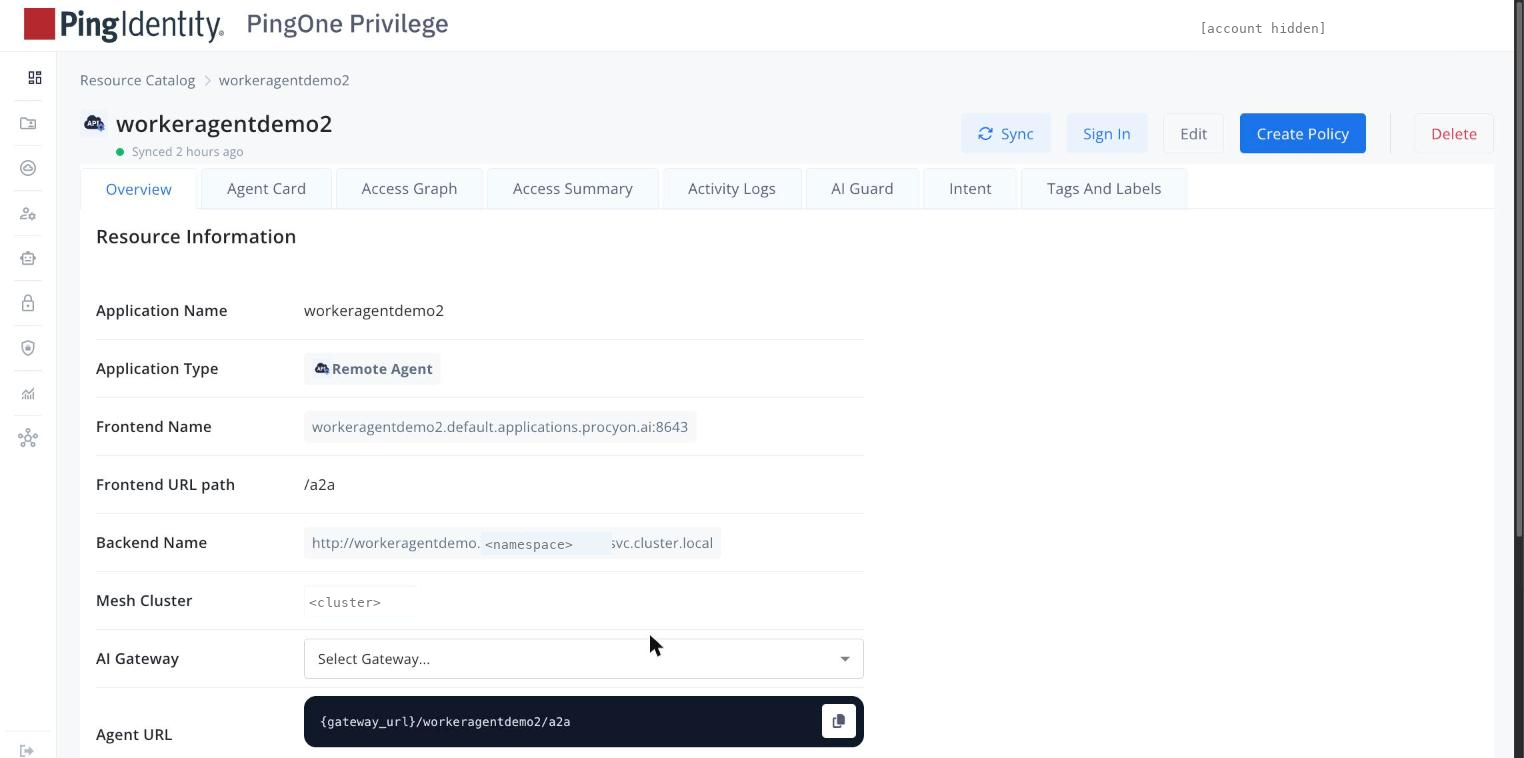 PingIdentity® PingOne Privilege [account hidden]
Resource Catalog > workeragentdemo2
API workeragentdemo2
Synced 2 hours ago
Sync Sign In Edit Create Policy Delete
Overview Agent Card Access Graph Access Summary Activity Logs AI Guard Intent Tags And Labels
Resource Information
Application Name workeragentdemo2
Application Type Remote Agent
Frontend Name workeragentdemo2.default.applications.procyon.ai:8643
Frontend URL path /a2a
Backend Name http://workeragentdemo. <namespace> svc.cluster.local
Mesh Cluster <cluster>
AI Gateway Select Gateway...
Agent URL {gateway_url}/workeragentdemo2/a2a